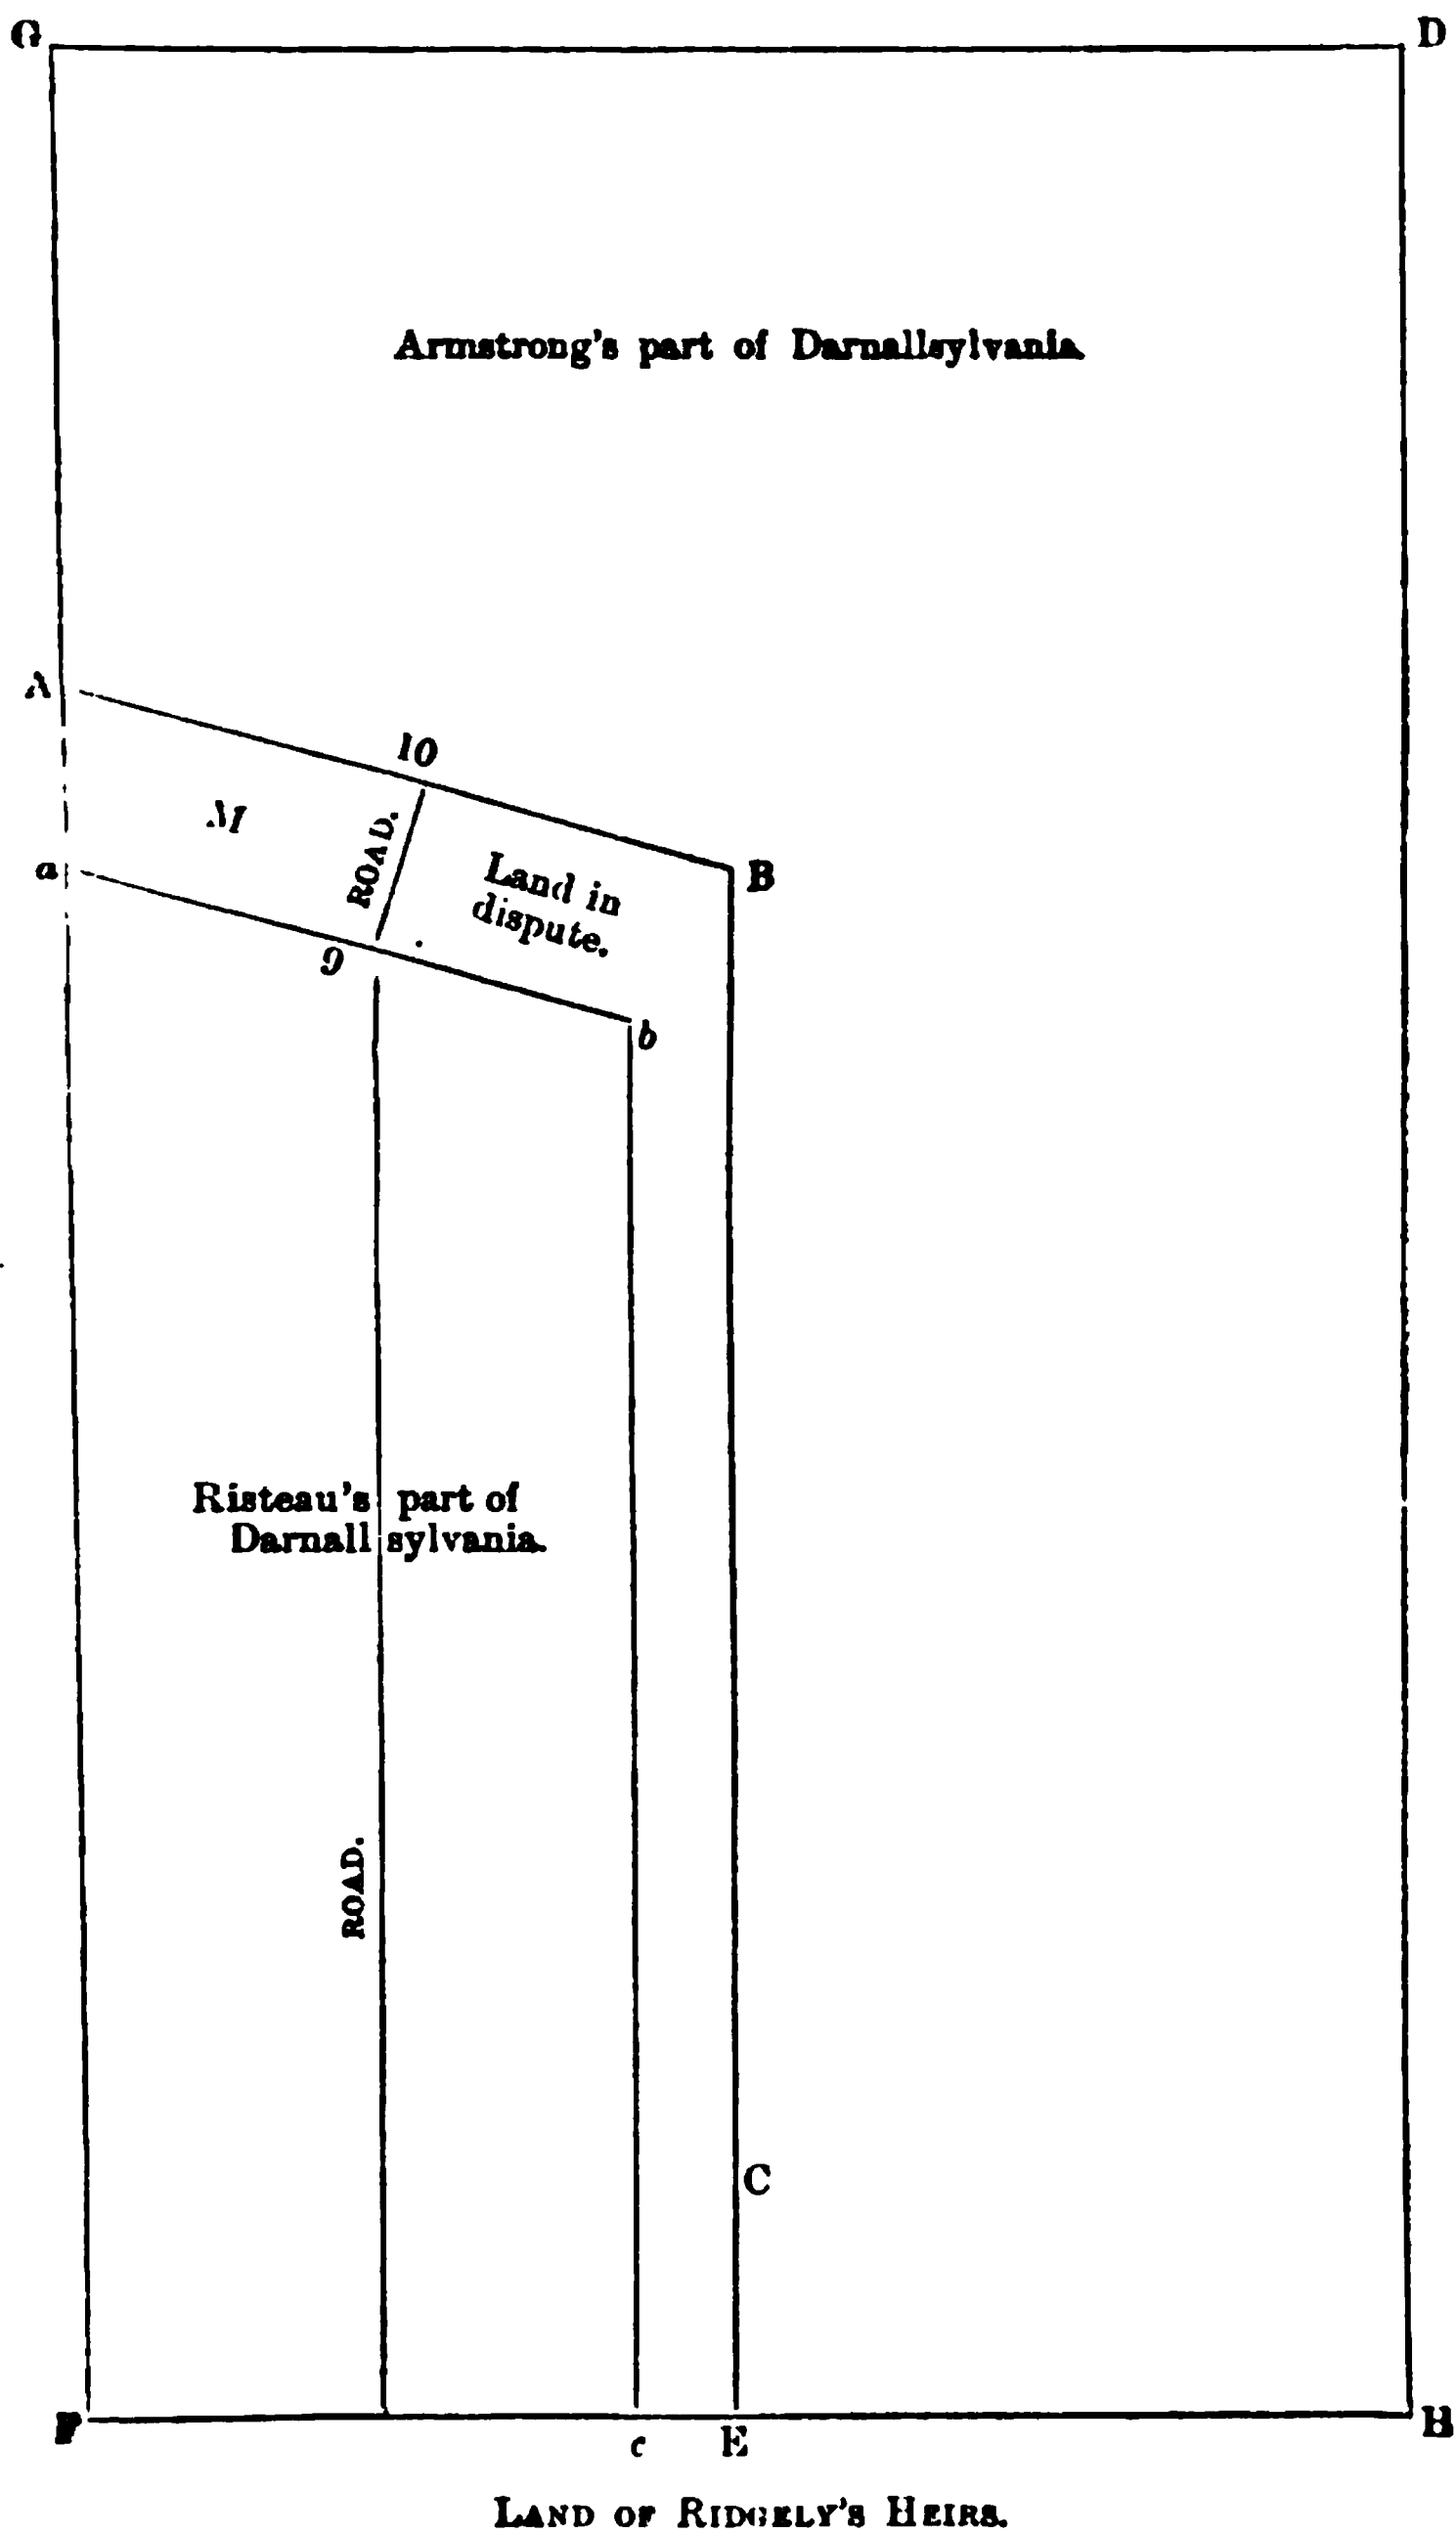 G D
Armstrong's part of Darnallsylvania
A
10
M
ROAD.
a
Land in
dispute.
B
9
b
Risteau's part of
Darnall sylvania.
ROAD.
C
F
H
c E
LAND OF RIDGELY'S HEIRS.